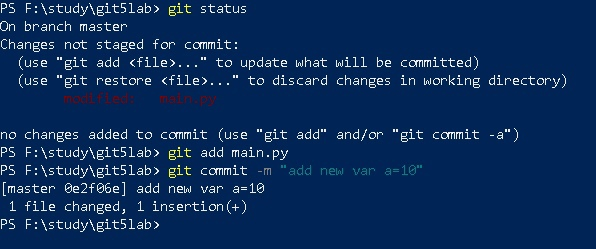 PS F:\study\git5lab> git status
On branch master
Changes not staged for commit:
  (use "git add <file>..." to update what will be committed)
  (use "git restore <file>..." to discard changes in working directory)
        modified:   main.py
no changes added to commit (use "git add" and/or "git commit -a")
PS F:\study\git5lab> git add main.py
PS F:\study\git5lab> git commit -m "add new var a=10"
[master 0e2f06e] add new var a=10
 1 file changed, 1 insertion(+)
PS F:\study\git5lab>